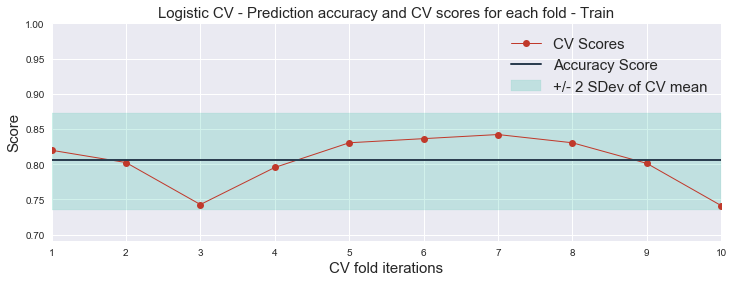 Logistic CV - Prediction accuracy and CV scores for each fold - Train
1.00
0.95
0.90
0.85
0.80
0.75
0.70
Score
CV Scores
Accuracy Score
+/- 2 SDev of CV mean
1 2 3 4 5 6 7 8 9 10
CV fold iterations